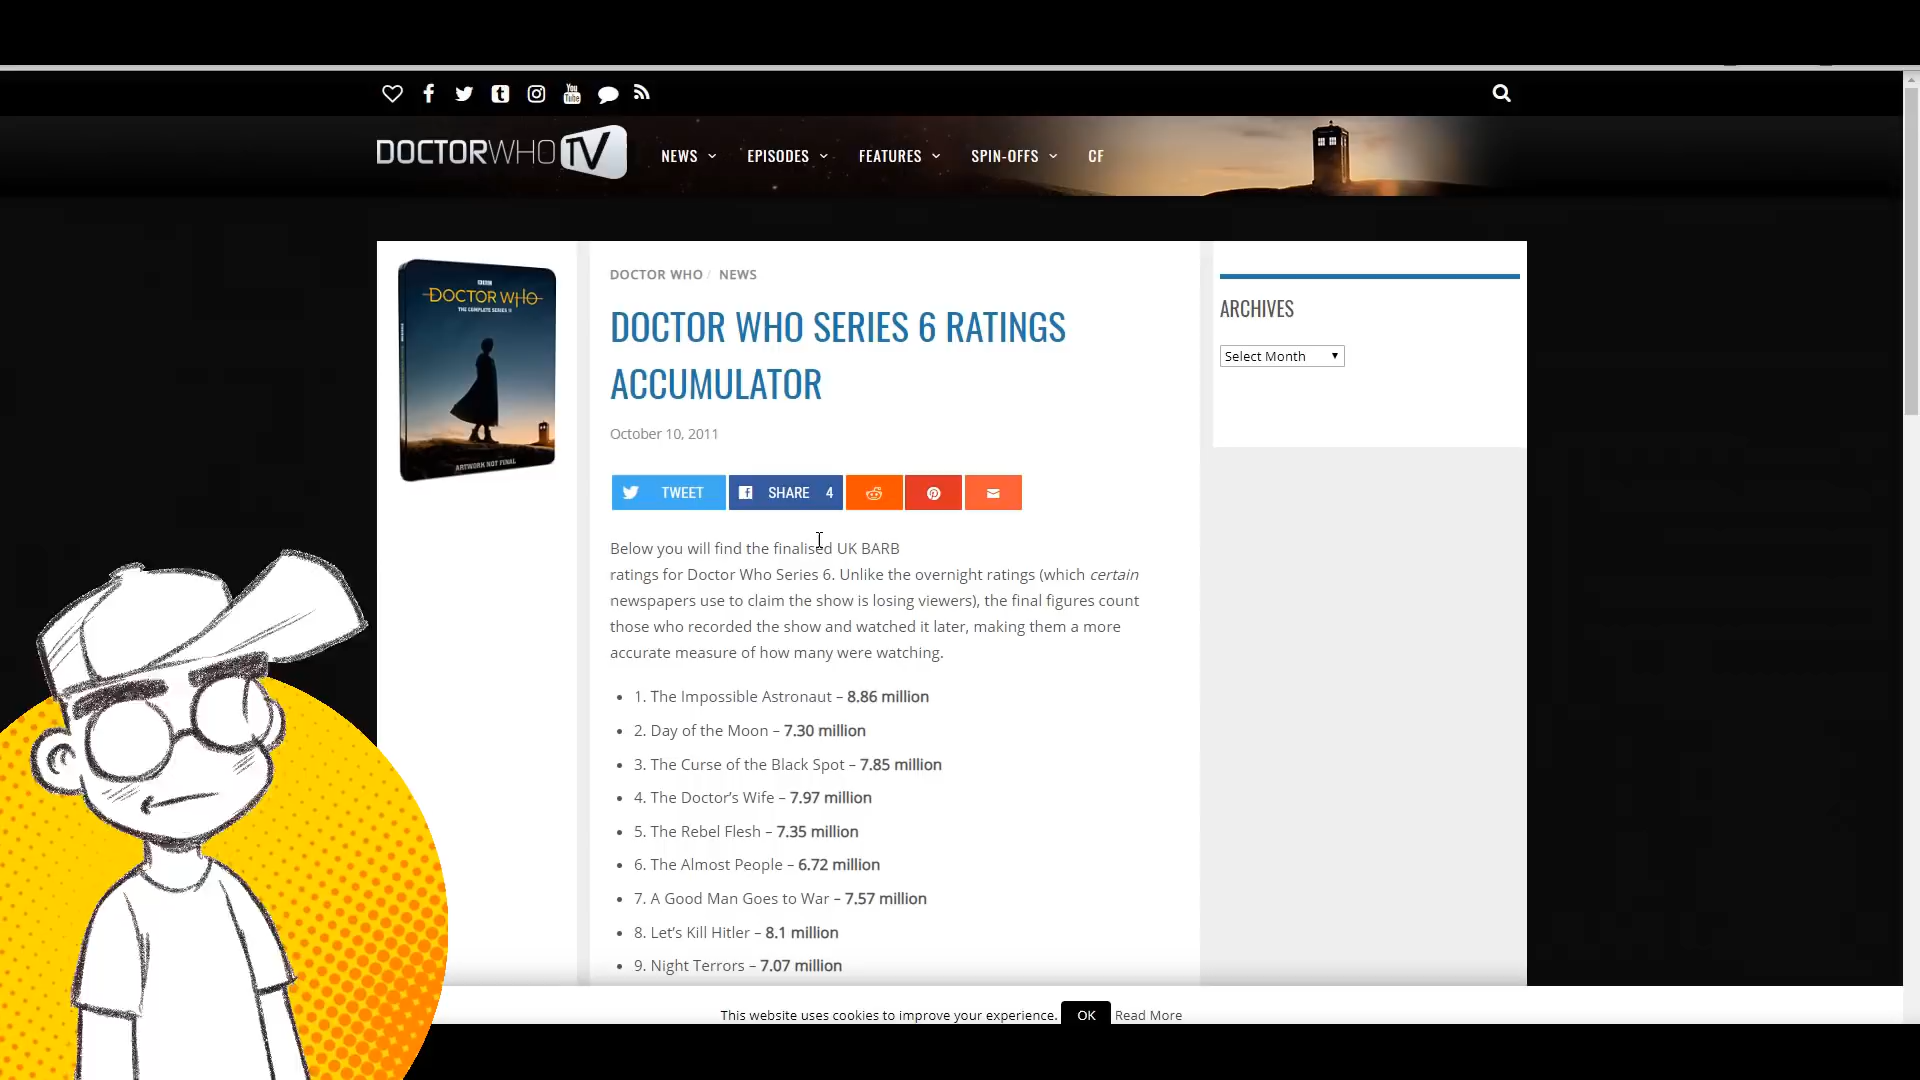 DOCTORWHO TV
NEWS EPISODES FEATURES SPIN-OFFS CF
BBC
DOCTOR WHO
THE COMPLETE SERIES 11
ARTWORK NOT FINAL
DOCTOR WHO / NEWS
DOCTOR WHO SERIES 6 RATINGS
ACCUMULATOR
October 10, 2011
TWEET SHARE 4
Below you will find the finalised UK BARB
ratings for Doctor Who Series 6. Unlike the overnight ratings (which certain
newspapers use to claim the show is losing viewers), the final figures count
those who recorded the show and watched it later, making them a more
accurate measure of how many were watching.
• 1. The Impossible Astronaut – 8.86 million
• 2. Day of the Moon – 7.30 million
• 3. The Curse of the Black Spot – 7.85 million
• 4. The Doctor’s Wife – 7.97 million
• 5. The Rebel Flesh – 7.35 million
• 6. The Almost People – 6.72 million
• 7. A Good Man Goes to War – 7.57 million
• 8. Let’s Kill Hitler – 8.1 million
• 9. Night Terrors – 7.07 million
ARCHIVES
Select Month
This website uses cookies to improve your experience. OK Read More